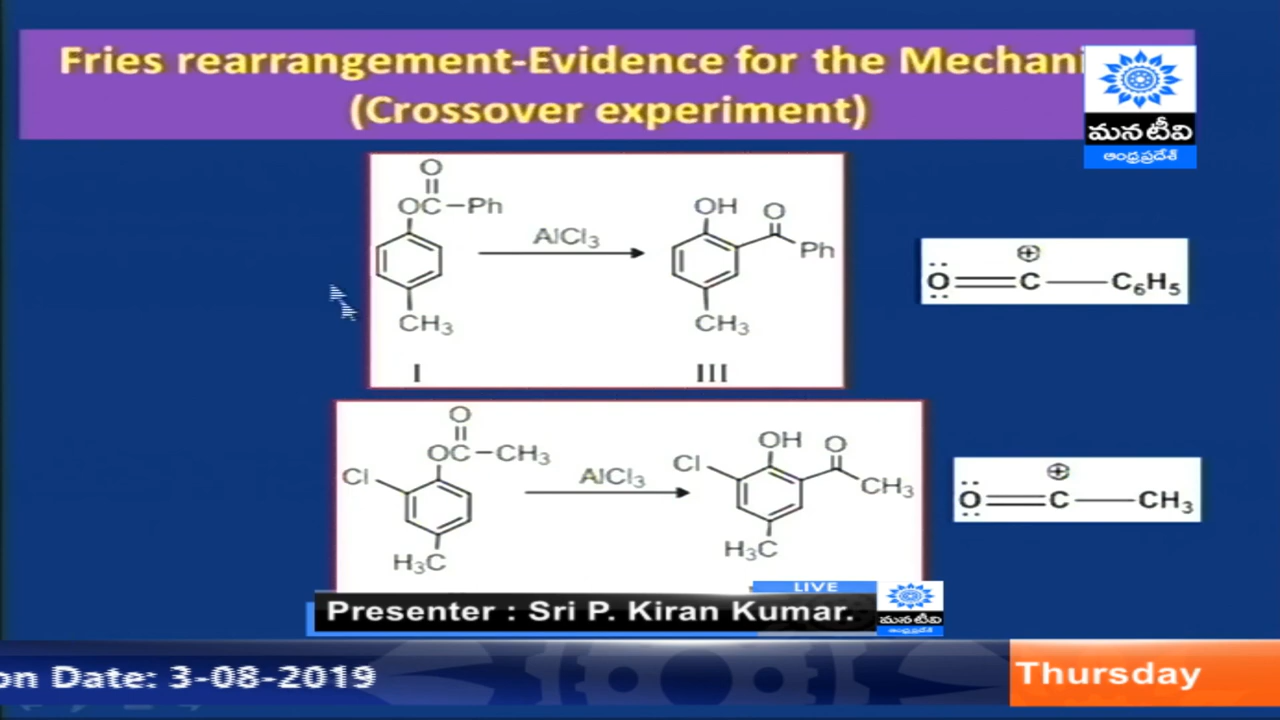 Fries rearrangement-Evidence for the Mechani
(Crossover experiment)
మన టీవి
ఆంధ్రప్రదేశ్
O
OC-Ph
CH₃
I
AlCl₃
OH
O
Ph
CH₃
III
⊕
O C C₆H₅
O
OC-CH₃
Cl
H₃C
AlCl₃
OH
O
Cl
CH₃
H₃C
⊕
O C CH₃
LIVE
Presenter : Sri P. Kiran Kumar.
మన టీవి
ఆంధ్రప్రదేశ్
on Date: 3-08-2019
Thursday